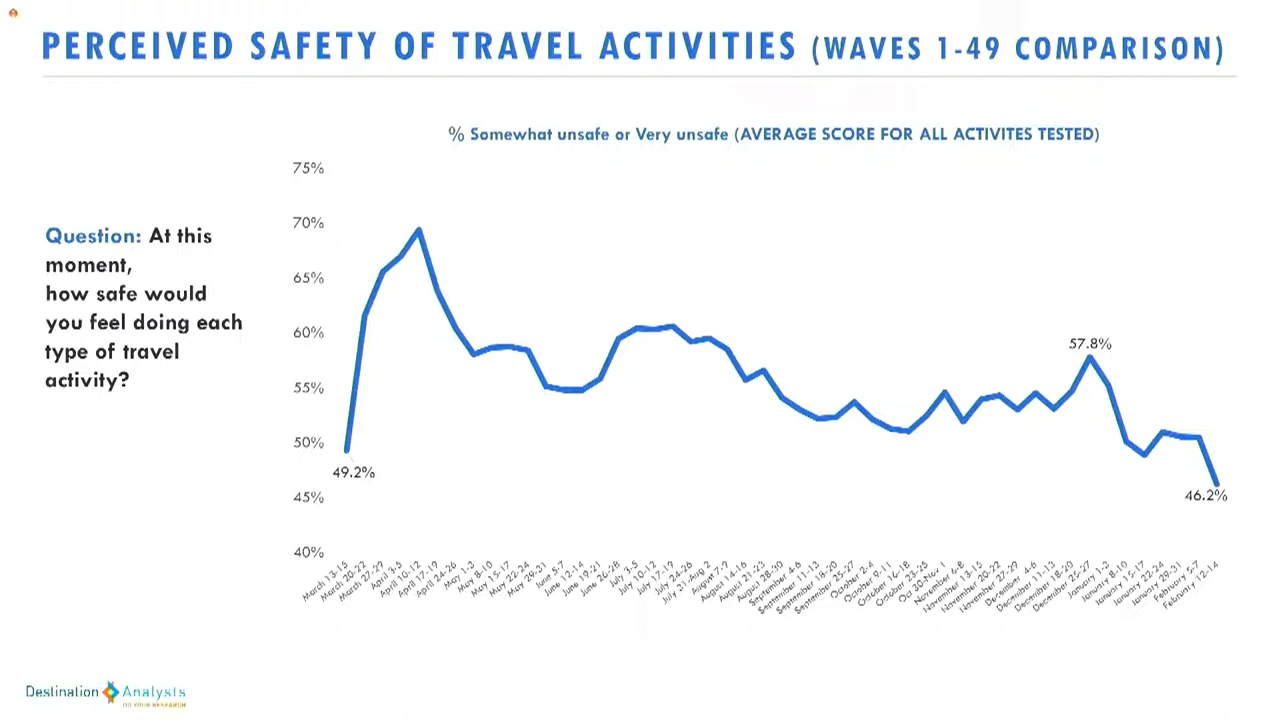 PERCEIVED SAFETY OF TRAVEL ACTIVITIES (WAVES 1-49 COMPARISON)
% Somewhat unsafe or Very unsafe (AVERAGE SCORE FOR ALL ACTIVITES TESTED)
Question: At this
moment,
how safe would
you feel doing each
type of travel
activity?
75%
70%
65%
60%
55%
50%
45%
40%
49.2%
57.8%
46.2%
March 13-15
March 20-22
March 27-29
April 3-5
April 10-12
April 17-19
April 24-26
May 1-3
May 8-10
May 15-17
May 22-24
May 29-31
June 5-7
June 12-14
June 19-21
June 26-28
July 3-5
July 10-12
July 17-19
July 24-26
July 31-Aug 2
August 7-9
August 14-16
August 21-23
August 28-30
September 4-6
September 11-13
September 18-20
September 25-27
October 2-4
October 9-11
October 16-18
October 23-25
Oct 30-Nov 1
November 6-8
November 13-15
November 20-22
November 27-29
December 4-6
December 11-13
December 18-20
December 25-27
January 1-3
January 8-10
January 15-17
January 22-24
January 29-31
February 5-7
February 12-14
Destination Analysts
DO YOUR RESEARCH